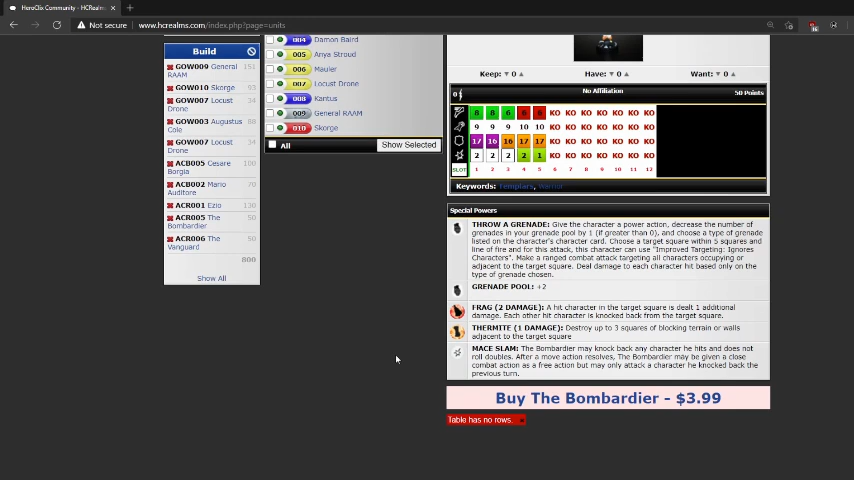 HeroClix Community - HCRealms
Not secure | www.hcrealms.com/index.php?page=units
Build
GOW009 General RAAM 151
GOW010 Skorge 93
GOW007 Locust Drone 34
GOW003 Augustus Cole 88
GOW007 Locust Drone 34
ACB005 Cesare Borgia 100
ACB002 Mario Auditore 70
ACR001 Ezio 130
ACR005 The Bombardier 50
ACR006 The Vanguard 50
800
Show All
004 Damon Baird
005 Anya Stroud
006 Mauler
007 Locust Drone
008 Kantus
009 General RAAM
010 Skorge
All Show Selected
Keep: ▼ 0 ▲ Have: ▼ 0 ▲ Want: ▼ 0 ▲
No Affiliation 50 Points
8 8 6 8 6 KO KO KO KO KO KO KO
9 9 9 10 10 KO KO KO KO KO KO KO
17 16 16 17 17 KO KO KO KO KO KO KO
2 2 2 2 1 KO KO KO KO KO KO KO
SLOT 1 2 3 4 5 6 7 8 9 10 11 12
Keywords: Templars, Warrior
Special Powers
THROW A GRENADE: Give the character a power action, decrease the number of
grenades in your grenade pool by 1 (if greater than 0), and choose a type of grenade
listed on the character's character card. Choose a target square within 5 squares and
line of fire and for this attack, this character can use "Improved Targeting: Ignores
Characters". Make a ranged combat attack targeting all characters occupying or
adjacent to the target square. Deal damage to each character hit based only on the
type of grenade chosen.
GRENADE POOL: +2
FRAG (2 DAMAGE): A hit character in the target square is dealt 1 additional
damage. Each other hit character is knocked back from the target square.
THERMITE (1 DAMAGE): Destroy up to 3 squares of blocking terrain or walls
adjacent to the target square
MACE SLAM: The Bombardier may knock back any character he hits and does not
roll doubles. After a move action resolves, The Bombardier may be given a close
combat action as a free action but may only attack a character he knocked back the
previous turn.
Buy The Bombardier - $3.99
Table has no rows.